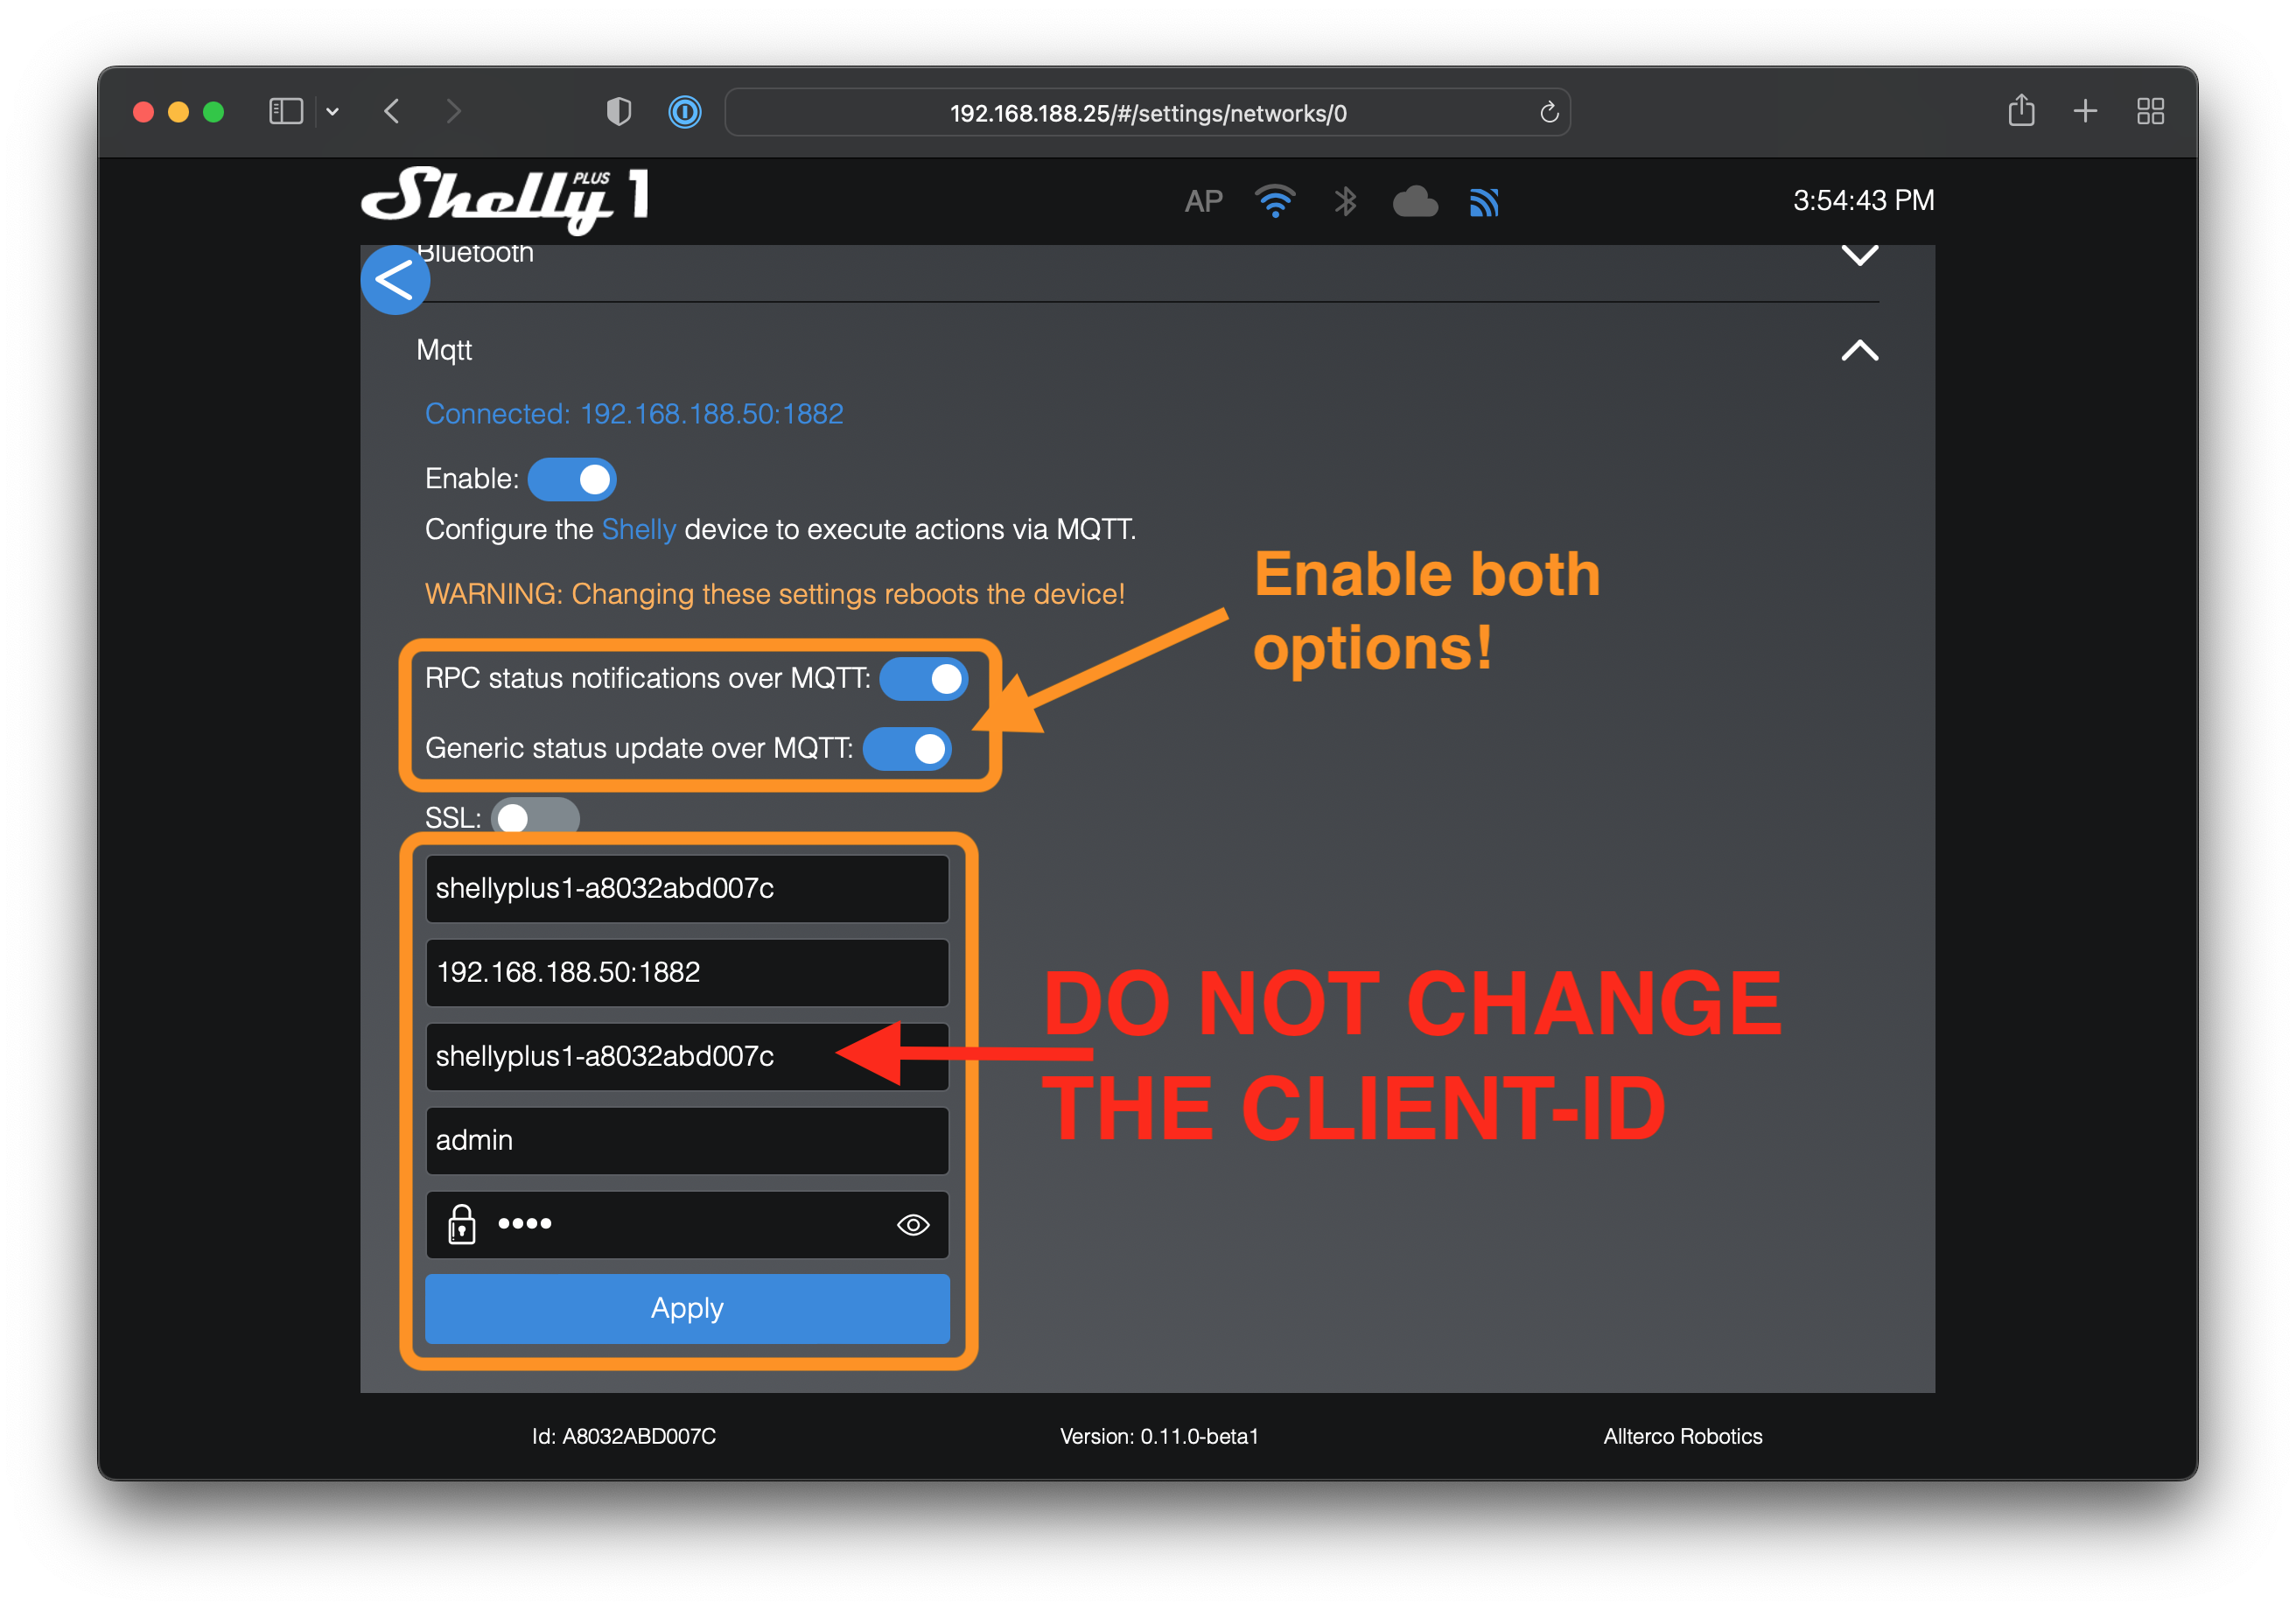 192.168.188.25/#/settings/networks/0
Shelly PLUS 1
AP
3:54:43 PM
Bluetooth
Mqtt
Connected: 192.168.188.50:1882
Enable:
Configure the Shelly device to execute actions via MQTT.
WARNING: Changing these settings reboots the device!
Enable both
options!
RPC status notifications over MQTT:
Generic status update over MQTT:
SSL:
shellyplus1-a8032abd007c
192.168.188.50:1882
shellyplus1-a8032abd007c
DO NOT CHANGE
THE CLIENT-ID
admin
••••
Apply
Id: A8032ABD007C
Version: 0.11.0-beta1
Allterco Robotics